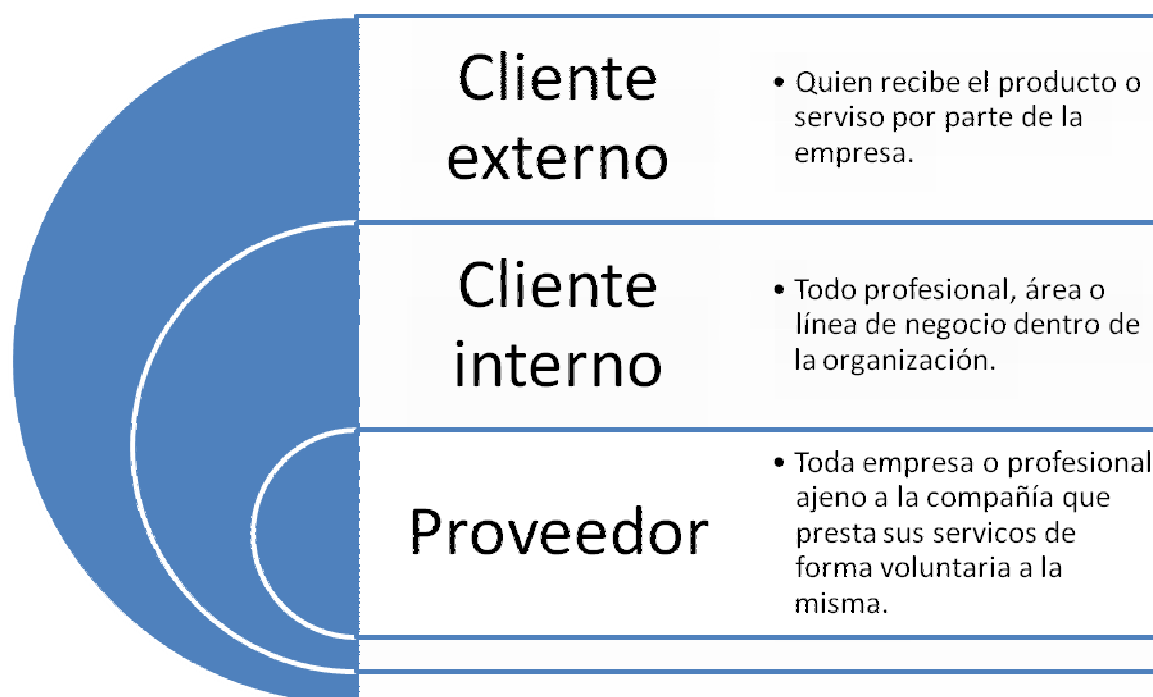 Cliente
externo
• Quien recibe el producto o
serviso por parte de la
empresa.
Cliente
interno
• Todo profesional, área o
línea de negocio dentro de
la organización.
Proveedor
• Toda empresa o profesional
ajeno a la compañía que
presta sus servicos de
forma voluntaria a la
misma.